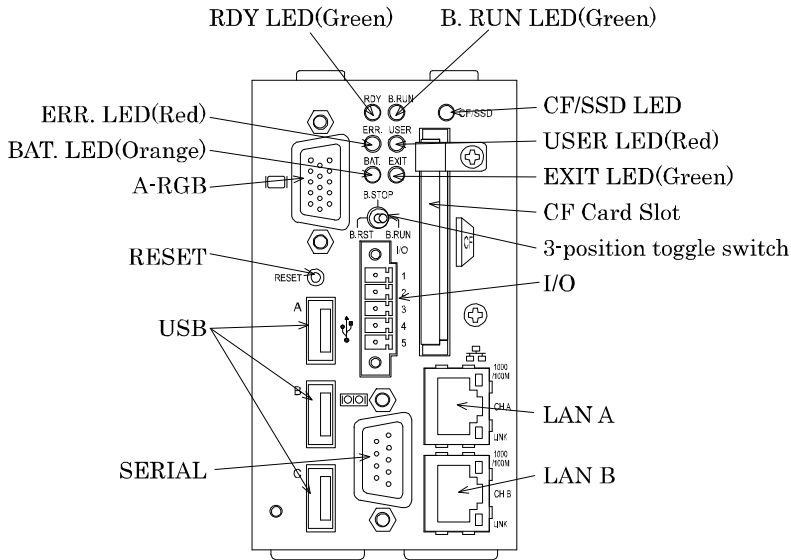 RDY LED(Green)
B. RUN LED(Green)
ERR. LED(Red)
BAT. LED(Orange)
A-RGB
RESET
USB
SERIAL
CF/SSD LED
USER LED(Red)
EXIT LED(Green)
CF Card Slot
3-position toggle switch
I/O
LAN A
LAN B
RDY B.RUN
CF/SSD
ERR. USER
BAT. EXIT
B.STOP
B.RST B.RUN
I/O
1
2
3
4
5
CF
RESET
A
B
C
1000
/100M
CH A
LINK
1000
/100M
CH B
LINK